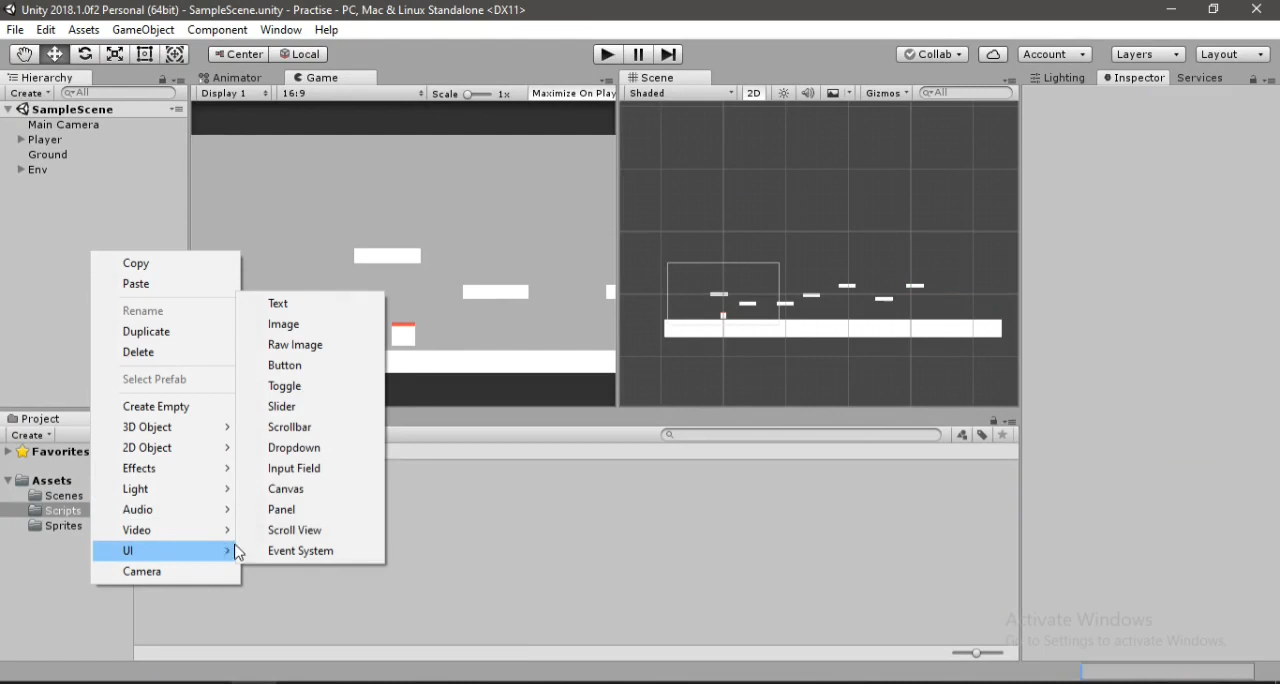 Unity 2018.1.0f2 Personal (64bit) - SampleScene.unity - Practise - PC, Mac & Linux Standalone <DX11>
File Edit Assets GameObject Component Window Help
Center Local Collab Account Layers Layout
Hierarchy Animator Game Scene Lighting Inspector Services
Create All Display 1 16:9 Scale 1x Maximize On Play Shaded 2D Gizmos All
SampleScene
Main Camera
Player
Ground
Env
Copy
Paste
Rename
Duplicate
Delete
Select Prefab
Create Empty
3D Object
2D Object
Effects
Light
Audio
Video
UI
Camera
Text
Image
Raw Image
Button
Toggle
Slider
Scrollbar
Dropdown
Input Field
Canvas
Panel
Scroll View
Event System
Project
Create
Favorites
Assets
Scenes
Scripts
Sprites
Activate Windows
Go to Settings to activate Windows.